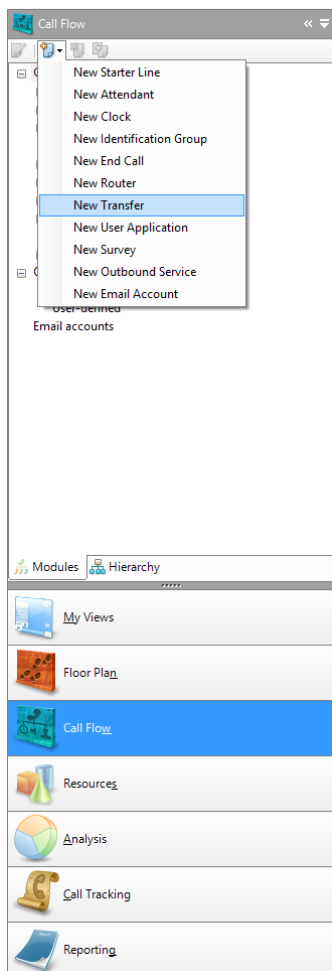 Call Flow
New Starter Line
New Attendant
New Clock
New Identification Group
New End Call
New Router
New Transfer
New User Application
New Survey
New Outbound Service
New Email Account
User-defined
Email accounts
Modules
Hierarchy
My Views
Floor Plan
Call Flow
Resources
Analysis
Call Tracking
Reporting